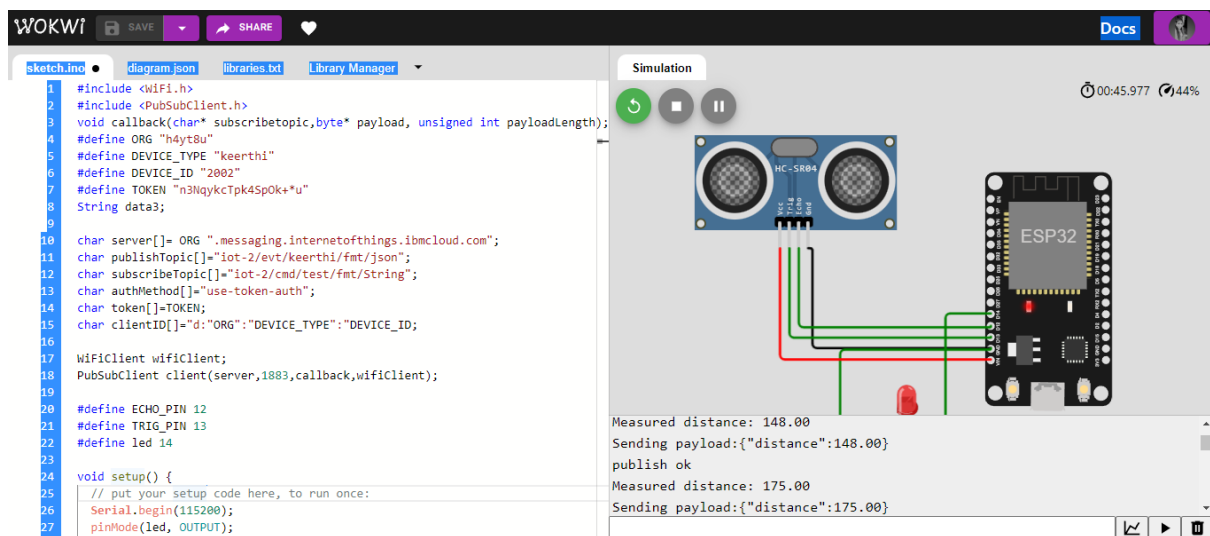 WOKWi SAVE SHARE Docs
sketch.ino diagram.json libraries.txt Library Manager
1 #include <WiFi.h>
2 #include <PubSubClient.h>
3 void callback(char* subscribetopic,byte* payload, unsigned int payloadLength);
4 #define ORG "h4yt8u"
5 #define DEVICE_TYPE "keerthi"
6 #define DEVICE_ID "2002"
7 #define TOKEN "n3NqykcTpk4SpOk+*u"
8 String data3;
9
10 char server[]= ORG ".messaging.internetofthings.ibmcloud.com";
11 char publishTopic[]="iot-2/evt/keerthi/fmt/json";
12 char subscribeTopic[]="iot-2/cmd/test/fmt/String";
13 char authMethod[]="use-token-auth";
14 char token[]=TOKEN;
15 char clientID[]="d:"ORG":"DEVICE_TYPE":"DEVICE_ID;
16
17 WiFiClient wifiClient;
18 PubSubClient client(server,1883,callback,wifiClient);
19
20 #define ECHO_PIN 12
21 #define TRIG_PIN 13
22 #define led 14
23
24 void setup() {
25 // put your setup code here, to run once:
26 Serial.begin(115200);
27 pinMode(led, OUTPUT);
Simulation
00:45.977 44%
HC-SR04
Vcc
Trig
Echo
Gnd
ESP32
Measured distance: 148.00
Sending payload:{"distance":148.00}
publish ok
Measured distance: 175.00
Sending payload:{"distance":175.00}